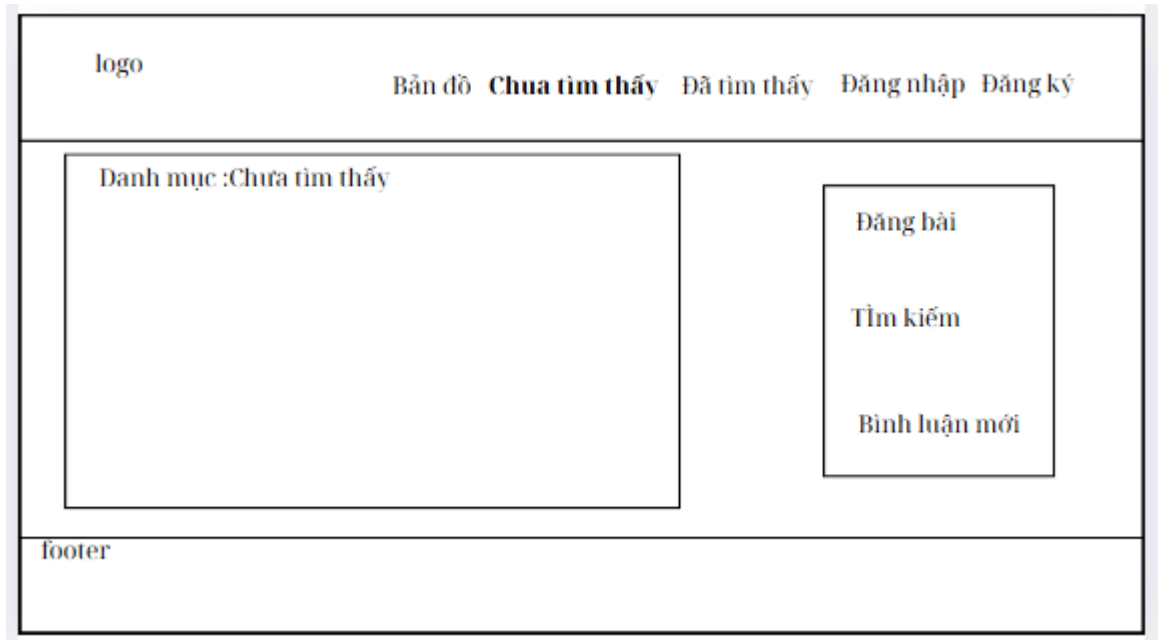 logo
Bản đồ Chua tìm thấy Đã tìm thấy Đăng nhập Đăng ký
Danh mục :Chưa tìm thấy
Đăng bài
TÌm kiếm
Bình luận mới
footer